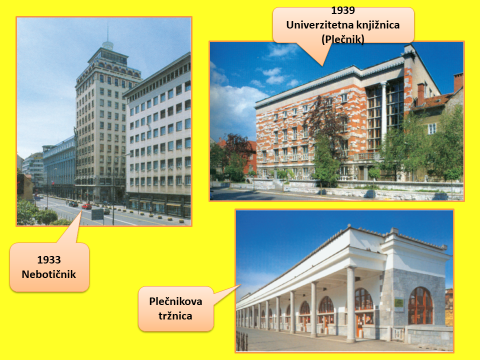 1939
Univerzitetna knjižnica
(Plečnik)
1933
Nebotičnik
Plečnikova
tržnica